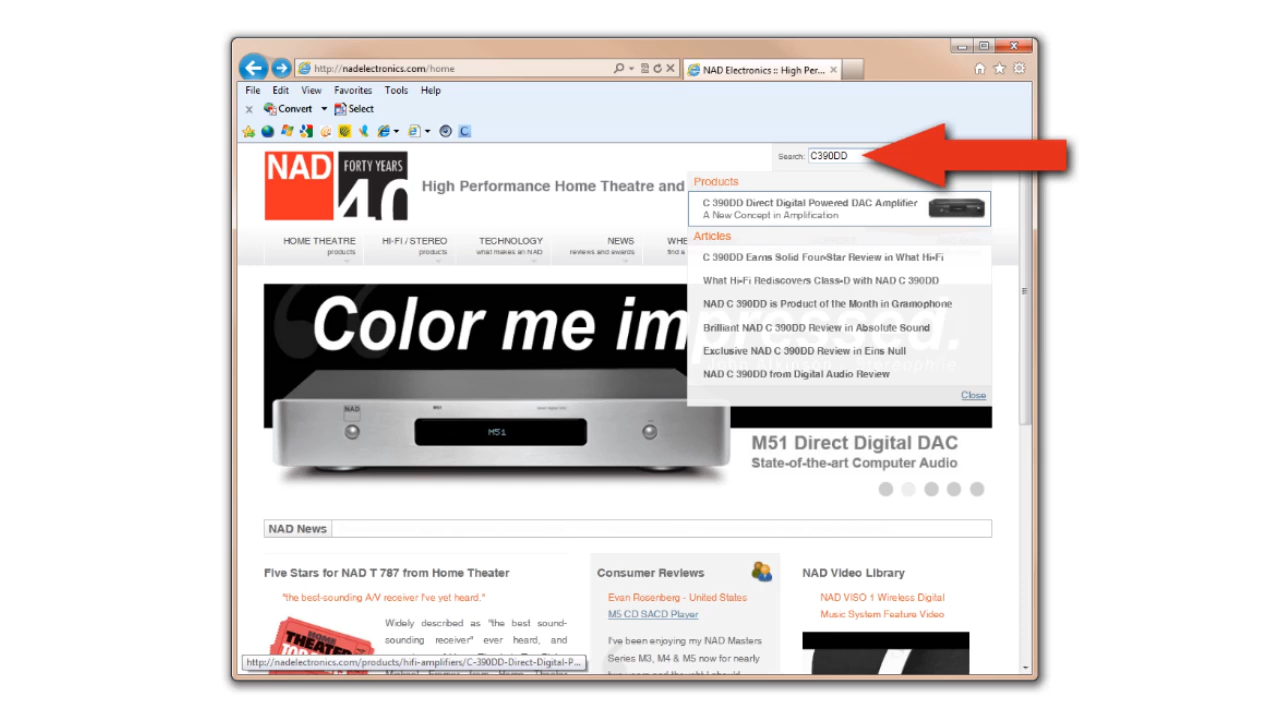 http://nadelectronics.com/home
NAD Electronics :: High Per...
File Edit View Favorites Tools Help
x Convert Select
NAD FORTY YEARS
40
High Performance Home Theatre and
Search: C390DD
Products
C 390DD Direct Digital Powered DAC Amplifier
A New Concept in Amplification
Articles
C 390DD Earns Solid Four-Star Review in What Hi-Fi
What Hi-Fi Rediscovers Class-D with NAD C 390DD
NAD C 390DD is Product of the Month in Gramophone
Brilliant NAD C 390DD Review in Absolute Sound
Exclusive NAD C 390DD Review in Eins Null
NAD C 390DD from Digital Audio Review
Close
HOME THEATRE
products
HI-FI / STEREO
products
TECHNOLOGY
what makes an NAD
NEWS
reviews and awards
WHE
find a
Color me impressed.
NAD
M51
M51
M51 Direct Digital DAC
State-of-the-art Computer Audio
NAD News
Five Stars for NAD T 787 from Home Theater
"the best-sounding A/V receiver I've yet heard."
HOME
THEATER
Widely described as "the best sound-
sounding receiver" ever heard, and
Consumer Reviews
Evan Rosenberg - United States
M5 CD SACD Player
I've been enjoying my NAD Masters
Series M3, M4 & M5 now for nearly
NAD Video Library
NAD VISO 1 Wireless Digital
Music System Feature Video
http://nadelectronics.com/products/hifi-amplifiers/C-390DD-Direct-Digital-P...